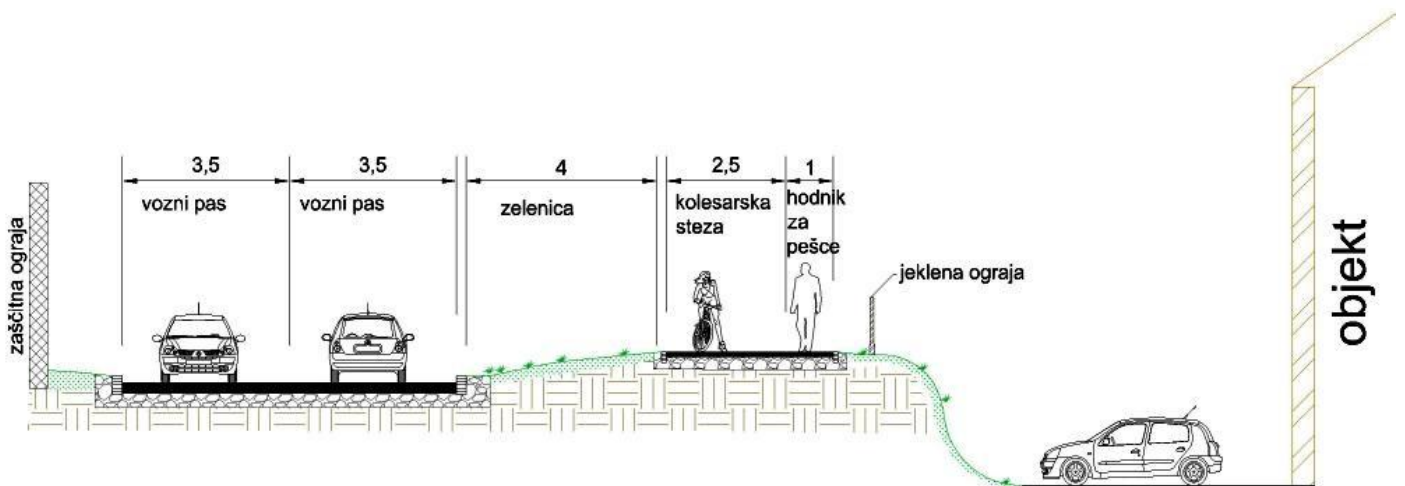 3,5
3,5
4
2,5
1
vozni pas
vozni pas
zelenica
kolesarska
steza
hodnik
za
pešce
zaščitna ograja
jeklena ograja
objekt